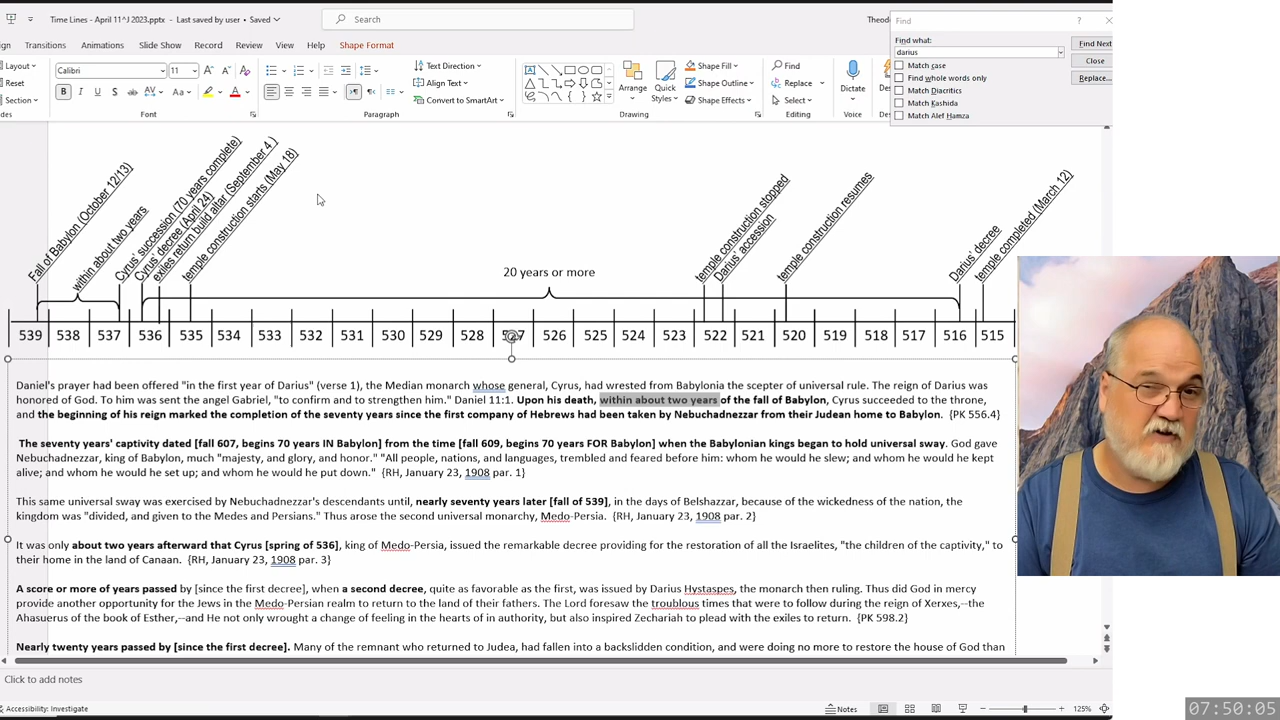 Time Lines - April 11^J 2023.pptx • Last saved by user • Saved
Search
Theodo
Find
Find what:
darius
Find Next
Match case
Close
Find whole words only
Replace...
Match Diacritics
Match Kashida
Match Alef Hamza
ign Transitions Animations Slide Show Record Review View Help Shape Format
Layout
Reset
Section
Calibri 11
Text Direction
Align Text
Convert to SmartArt
Arrange
Quick Styles
Shape Fill
Shape Outline
Shape Effects
Find
Replace
Select
Dictate
des Font Paragraph Drawing Editing Voice
Fall of Babylon (October 12/13)
within about two years
Cyrus' succession (70 years complete)
Cyrus' decree (April 24)
exiles return build altar (September 4 )
temple construction starts (May 18)
20 years or more
temple construction stopped
Darius' accession
temple construction resumes
Darius' decree
temple completed (March 12)
539 538 537 536 535 534 533 532 531 530 529 528 527 526 525 524 523 522 521 520 519 518 517 516 515
Daniel's prayer had been offered "in the first year of Darius" (verse 1), the Median monarch whose general, Cyrus, had wrested from Babylonia the scepter of universal rule. The reign of Darius was
honored of God. To him was sent the angel Gabriel, "to confirm and to strengthen him." Daniel 11:1. Upon his death, within about two years of the fall of Babylon, Cyrus succeeded to the throne,
and the beginning of his reign marked the completion of the seventy years since the first company of Hebrews had been taken by Nebuchadnezzar from their Judean home to Babylon. {PK 556.4}
The seventy years' captivity dated [fall 607, begins 70 years IN Babylon] from the time [fall 609, begins 70 years FOR Babylon] when the Babylonian kings began to hold universal sway. God gave
Nebuchadnezzar, king of Babylon, much "majesty, and glory, and honor." "All people, nations, and languages, trembled and feared before him: whom he would he slew; and whom he would he kept
alive; and whom he would he set up; and whom he would he put down." {RH, January 23, 1908 par. 1}
This same universal sway was exercised by Nebuchadnezzar's descendants until, nearly seventy years later [fall of 539], in the days of Belshazzar, because of the wickedness of the nation, the
kingdom was "divided, and given to the Medes and Persians." Thus arose the second universal monarchy, Medo-Persia. {RH, January 23, 1908 par. 2}
It was only about two years afterward that Cyrus [spring of 536], king of Medo-Persia, issued the remarkable decree providing for the restoration of all the Israelites, "the children of the captivity," to
their home in the land of Canaan. {RH, January 23, 1908 par. 3}
A score or more of years passed by [since the first decree], when a second decree, quite as favorable as the first, was issued by Darius Hystaspes, the monarch then ruling. Thus did God in mercy
provide another opportunity for the Jews in the Medo-Persian realm to return to the land of their fathers. The Lord foresaw the troublous times that were to follow during the reign of Xerxes,--the
Ahasuerus of the book of Esther,--and He not only wrought a change of feeling in the hearts of in authority, but also inspired Zechariah to plead with the exiles to return. {PK 598.2}
Nearly twenty years passed by [since the first decree]. Many of the remnant who returned to Judea, had fallen into a backslidden condition, and were doing no more to restore the house of God than
Click to add notes
Accessibility: Investigate
Notes
125%
07:50:05